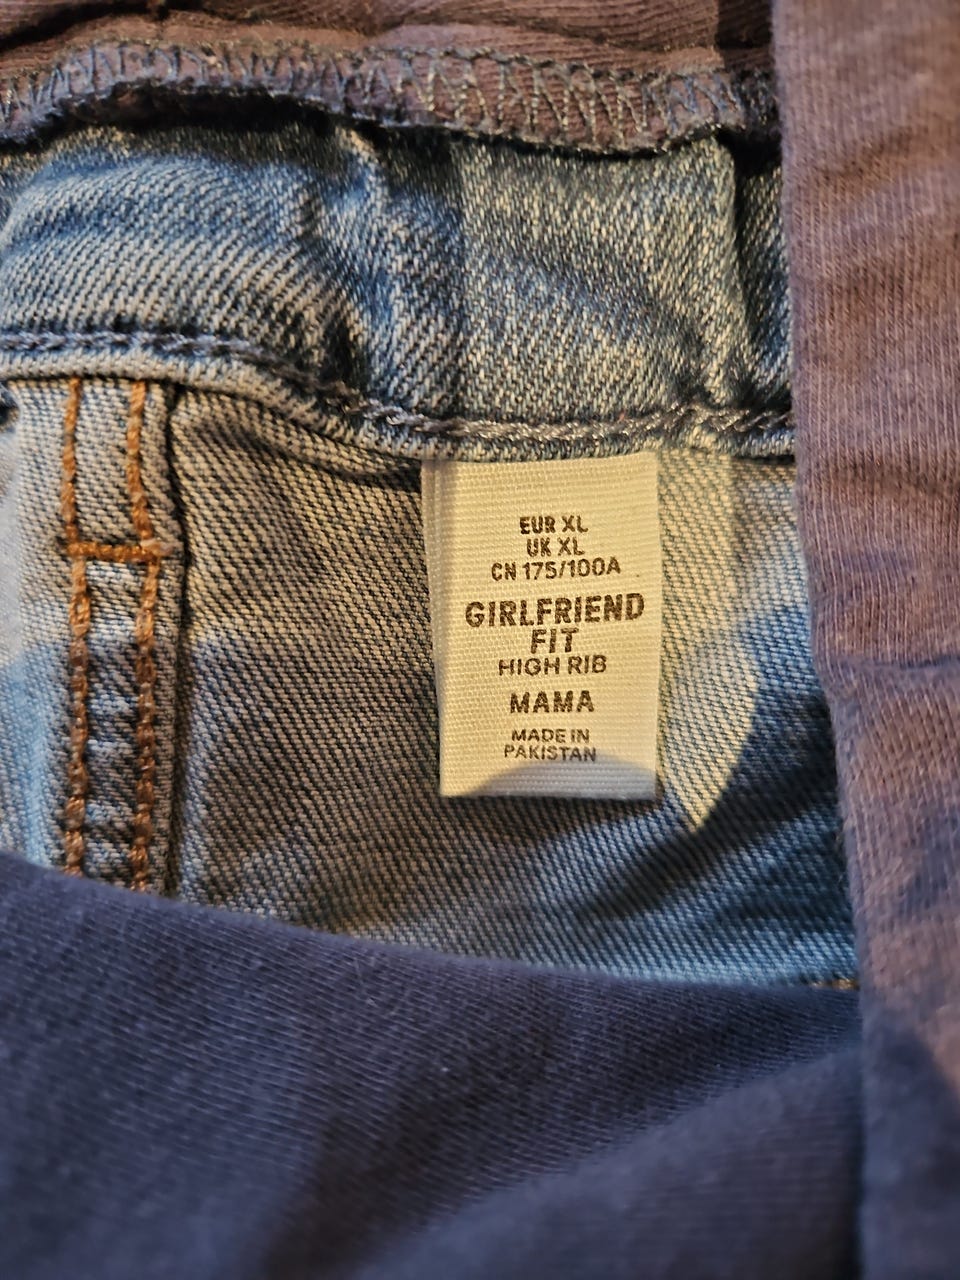 EUR XL
UK XL
CN 175/100A
GIRLFRIEND
FIT
HIGH RIB
MAMA
MADE IN
PAKISTAN